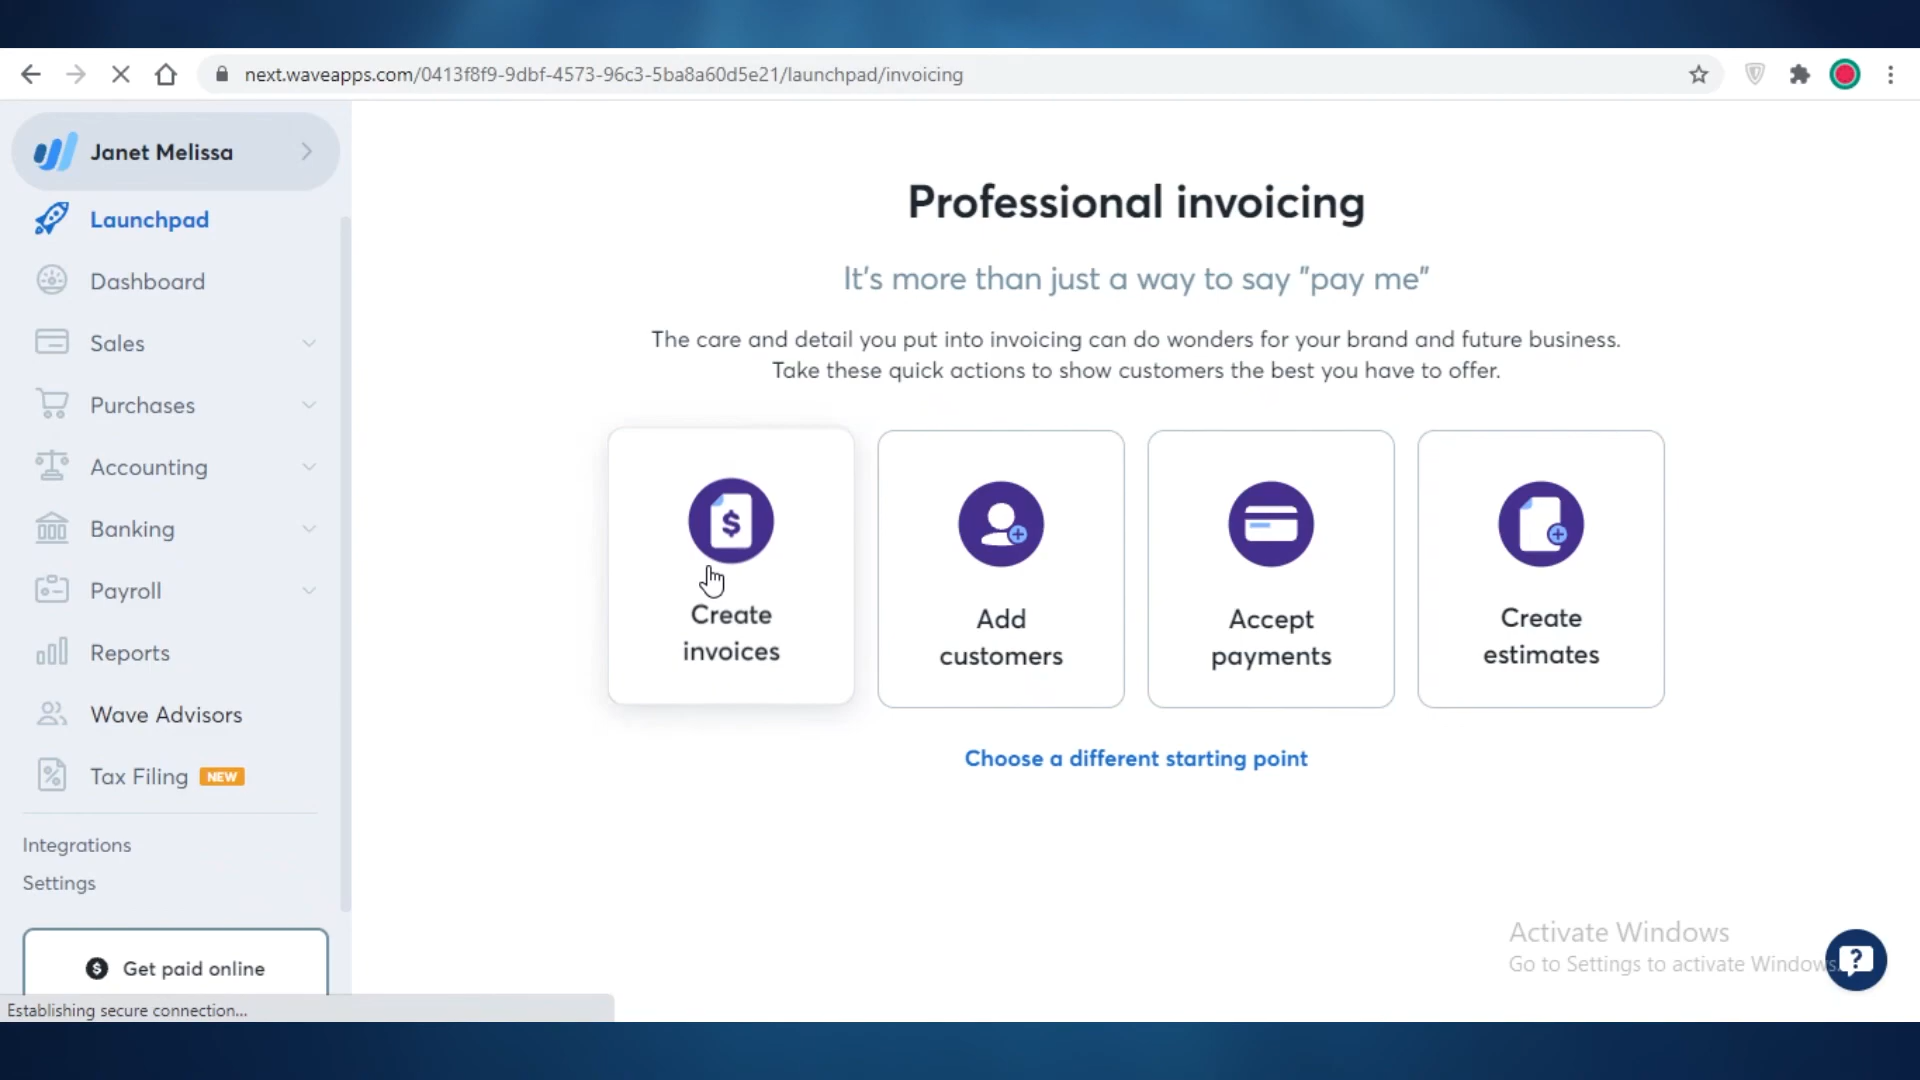 next.waveapps.com/0413f8f9-9dbf-4573-96c3-5ba8a60d5e21/launchpad/invoicing
Janet Melissa
Launchpad
Dashboard
Sales
Purchases
Accounting
Banking
Payroll
Reports
Wave Advisors
Tax Filing NEW
Integrations
Settings
Get paid online
Establishing secure connection...
Professional invoicing
It's more than just a way to say "pay me"
The care and detail you put into invoicing can do wonders for your brand and future business.
Take these quick actions to show customers the best you have to offer.
Create
invoices
Add
customers
Accept
payments
Create
estimates
Choose a different starting point
Activate Windows
Go to Settings to activate Windows.